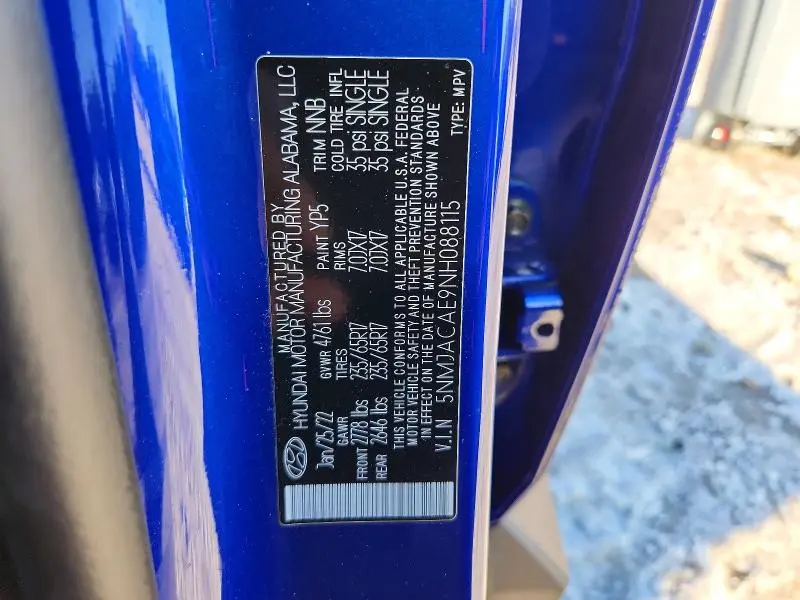 MANUFACTURED BY
HYUNDAI MOTOR MANUFACTURING ALABAMA, LLC
Jan/25/22 GVWR 4761 lbs PAINT YP5 TRIM NNB
GAWR TIRES RIMS COLD TIRE INFL
FRONT 2778 lbs 235/65R17 7.0JX17 35 psi SINGLE
REAR 2646 lbs 235/65R17 7.0JX17 35 psi SINGLE
THIS VEHICLE CONFORMS TO ALL APPLICABLE U.S.A. FEDERAL
MOTOR VEHICLE SAFETY AND THEFT PREVENTION STANDARDS
IN EFFECT ON THE DATE OF MANUFACTURE SHOWN ABOVE
V.I.N 5NMJACAE9NH088115 TYPE: MPV